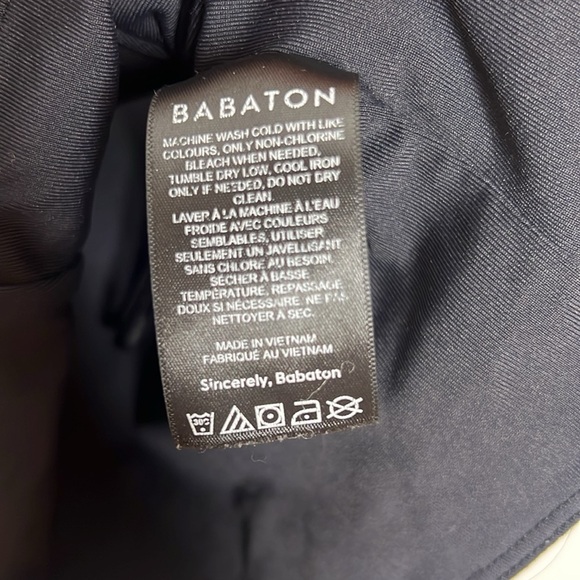 BABATON
MACHINE WASH COLD WITH LIKE
COLOURS, ONLY NON-CHLORINE
BLEACH WHEN NEEDED,
TUMBLE DRY LOW, COOL IRON
ONLY IF NEEDED, DO NOT DRY
CLEAN.
LAVER À LA MACHINE À L'EAU
FROIDE AVEC COULEURS
SEMBLABLES, UTILISER
SEULEMENT UN JAVELLISANT
SANS CHLORE AU BESOIN,
SÉCHER À BASSE
TEMPÉRATURE, REPASSAGE
DOUX SI NÉCESSAIRE, NE PAS
NETTOYER À SEC.
MADE IN VIETNAM
FABRIQUÉ AU VIETNAM
Sincerely, Babaton
30C